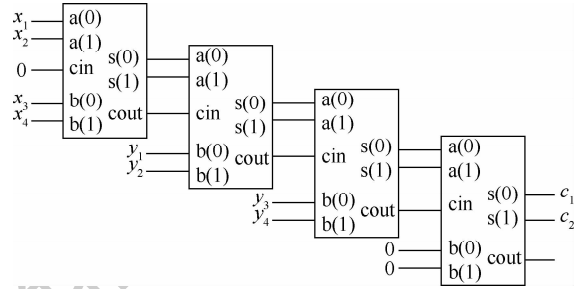 x₁ a(0)
x₂ a(1)
0 cin
x₃ b(0)
x₄ b(1)
s(0)
s(1)
cout
a(0)
a(1)
cin
y₁ b(0)
y₂ b(1)
s(0)
s(1)
cout
a(0)
a(1)
cin
y₃ b(0)
y₄ b(1)
s(0)
s(1)
cout
a(0)
a(1)
cin
0 b(0)
0 b(1)
s(0) c₁
s(1) c₂
cout